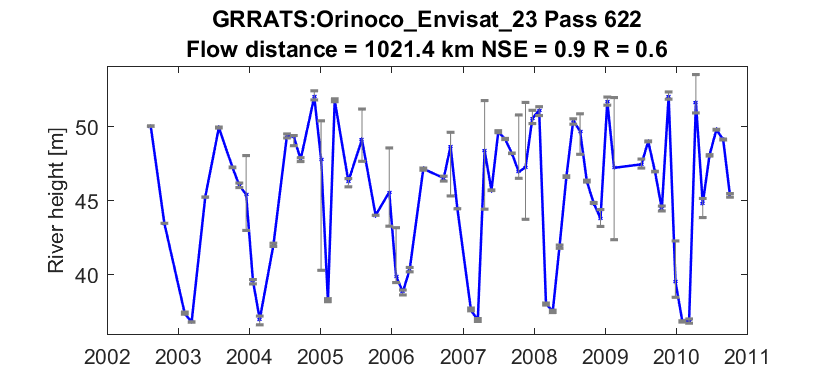 GRRATS:Orinoco_Envisat_23 Pass 622
Flow distance = 1021.4 km NSE = 0.9 R = 0.6
River height [m]
50
45
40
2002 2003 2004 2005 2006 2007 2008 2009 2010 2011